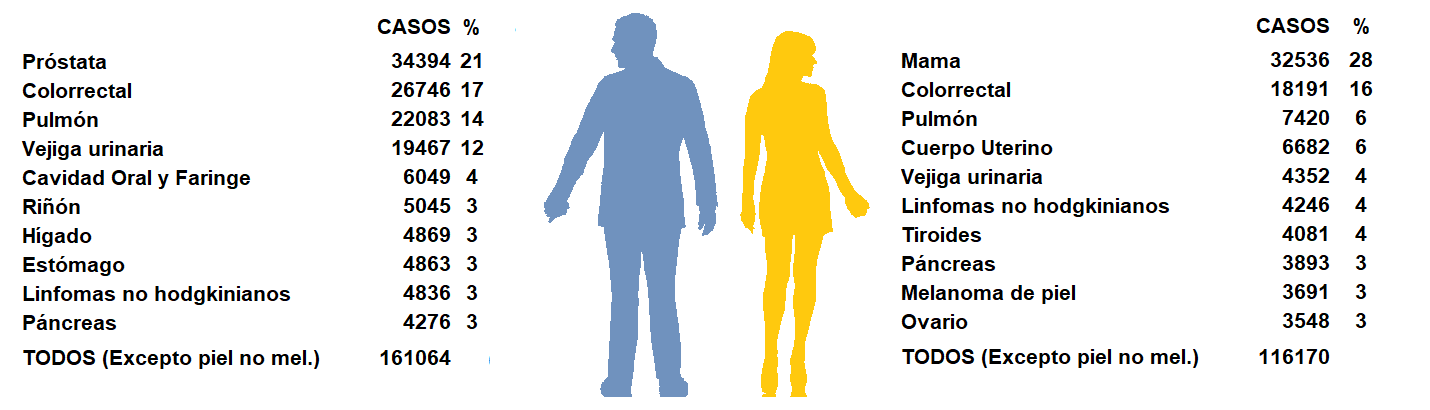 CASOS %
Próstata 34394 21
Colorrectal 26746 17
Pulmón 22083 14
Vejiga urinaria 19467 12
Cavidad Oral y Faringe 6049 4
Riñón 5045 3
Hígado 4869 3
Estómago 4863 3
Linfomas no hodgkinianos 4836 3
Páncreas 4276 3
TODOS (Excepto piel no mel.) 161064
CASOS %
Mama 32536 28
Colorrectal 18191 16
Pulmón 7420 6
Cuerpo Uterino 6682 6
Vejiga urinaria 4352 4
Linfomas no hodgkinianos 4246 4
Tiroides 4081 4
Páncreas 3893 3
Melanoma de piel 3691 3
Ovario 3548 3
TODOS (Excepto piel no mel.) 116170